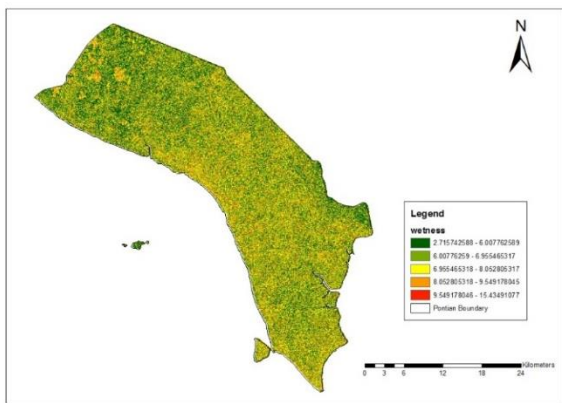 N
Legend
wetness
2.715742588 - 6.007762589
6.00776259 - 6.955465317
6.955465318 - 8.052805317
8.052805318 - 9.549178045
9.549178046 - 15.43491077
Pontian Boundary
Kilometers
0 3 6 12 18 24